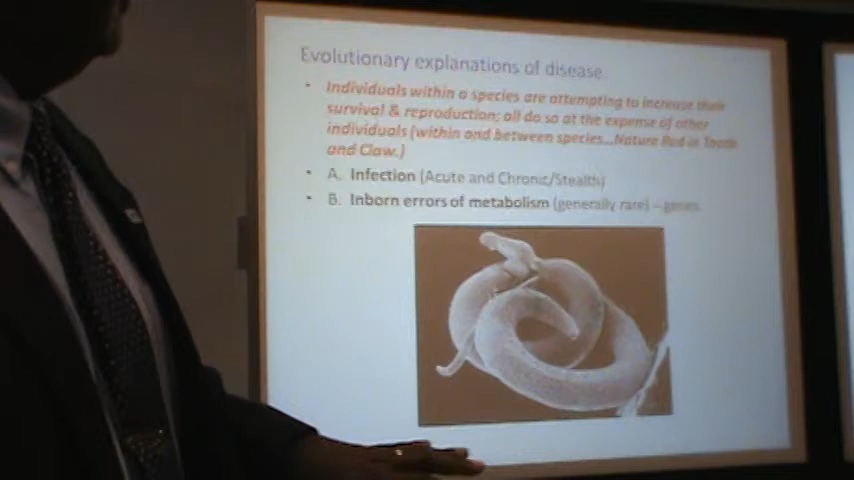 Evolutionary explanations of disease.
• Individuals within a species are attempting to increase their
survival & reproduction; all do so at the expense of other
individuals (within and between species...Nature Red in Tooth
and Claw.)
• A. Infection (Acute and Chronic/Stealth)
• B. Inborn errors of metabolism (generally rare) – genes.